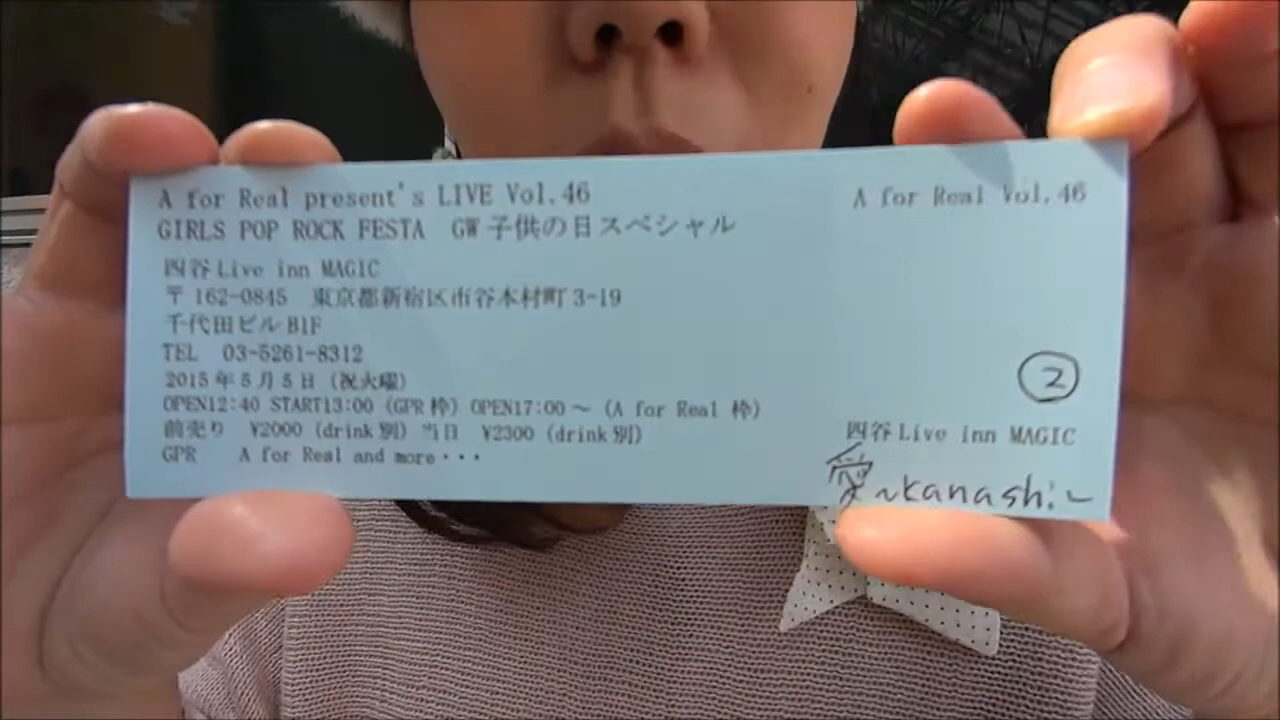 A for Real present's LIVE Vol.46
GIRLS POP ROCK FESTA GW子供の日スペシャル
四谷Live inn MAGIC
〒162-0845 東京都新宿区市谷本村町3-19
千代田ビルB1F
TEL 03-5261-8312
2015年5月5日(祝火曜)
OPEN12:40 START13:00(GPR枠)OPEN17:00～(A for Real枠)
前売り ¥2000(drink別)当日 ¥2300(drink別)
GPR A for Real and more・・・
A for Real Vol.46
②
四谷Live inn MAGIC
愛~kanashi~